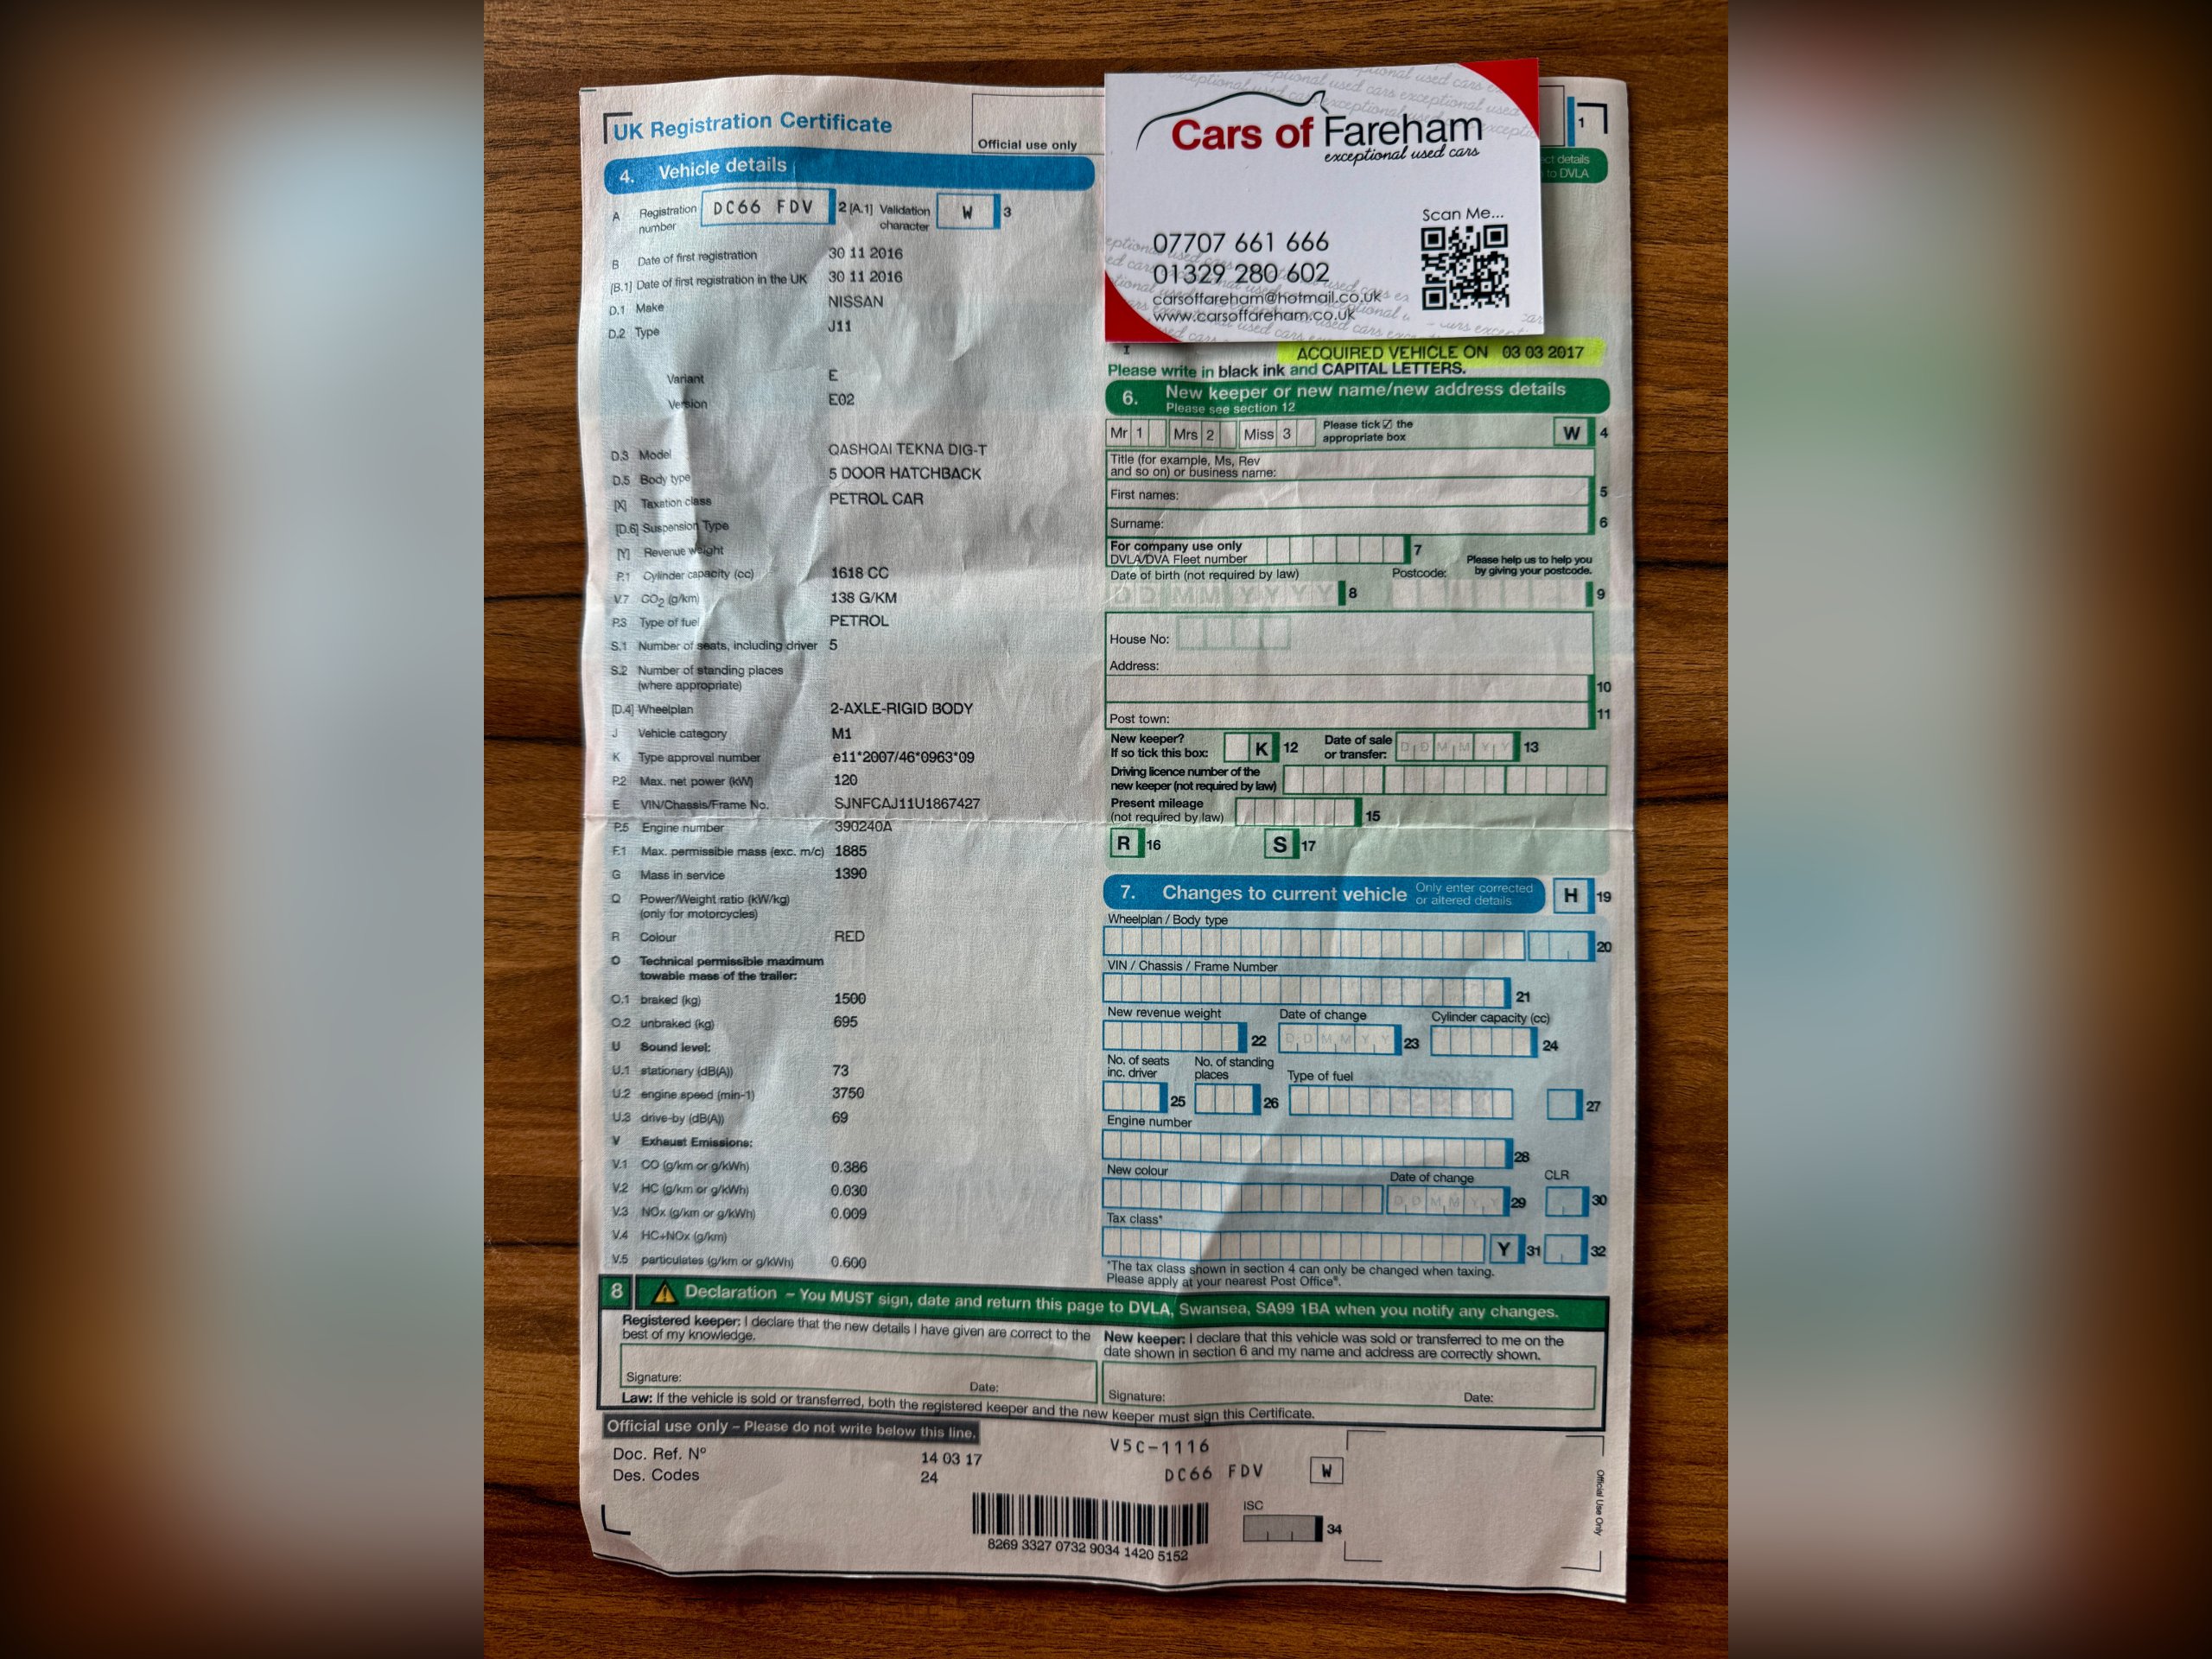 UK Registration Certificate
Official use only
1
4. Vehicle details
A Registration number DC66 FDV 2 [A.1] Validation character W 3
B Date of first registration 30 11 2016
[B.1] Date of first registration in the UK 30 11 2016
D.1 Make NISSAN
D.2 Type J11
Variant E
Version E02
D.3 Model QASHQAI TEKNA DIG-T
D.5 Body type 5 DOOR HATCHBACK
[X] Taxation class PETROL CAR
[D.6] Suspension Type
[Y] Revenue weight
P.1 Cylinder capacity (cc) 1618 CC
V.7 CO2 (g/km) 138 G/KM
P.3 Type of fuel PETROL
S.1 Number of seats, including driver 5
S.2 Number of standing places
(where appropriate)
[D.4] Wheelplan 2-AXLE-RIGID BODY
J Vehicle category M1
K Type approval number e11*2007/46*0963*09
P.2 Max. net power (kW) 120
E VIN/Chassis/Frame No. SJNFCAJ11U1867427
P.5 Engine number 390240A
F.1 Max. permissible mass (exc. m/c) 1885
G Mass in service 1390
Q Power/Weight ratio (kW/kg)
(only for motorcycles)
R Colour RED
O Technical permissible maximum
towable mass of the trailer:
O.1 braked (kg) 1500
O.2 unbraked (kg) 695
U Sound level:
U.1 stationary (dB(A)) 73
U.2 engine speed (min-1) 3750
U.3 drive-by (dB(A)) 69
V Exhaust Emissions:
V.1 CO (g/km or g/kWh) 0.386
V.2 HC (g/km or g/kWh) 0.030
V.3 NOx (g/km or g/kWh) 0.009
V.4 HC+NOx (g/km)
V.5 particulates (g/km or g/kWh) 0.600
Cars of Fareham
exceptional used cars
Scan Me...
07707 661 666
01329 280 602
carsoffareham@hotmail.co.uk
www.carsoffareham.co.uk
details
to DVLA
ACQUIRED VEHICLE ON 03 03 2017
Please write in black ink and CAPITAL LETTERS.
6. New keeper or new name/new address details
Please see section 12
Mr 1 Mrs 2 Miss 3 Please tick ☑ the appropriate box W 4
Title (for example, Ms, Rev
and so on) or business name:
First names: 5
Surname: 6
For company use only
DVLA/DVA Fleet number 7
Please help us to help you
by giving your postcode.
Date of birth (not required by law) Postcode:
D D M M Y Y Y Y 8 9
House No:
Address:
10
Post town: 11
New keeper?
If so tick this box: K 12 Date of sale or transfer: D D M M Y Y 13
Driving licence number of the
new keeper (not required by law)
Present mileage
(not required by law) 15
R 16 S 17
7. Changes to current vehicle Only enter corrected or altered details H 19
Wheelplan / Body type
20
VIN / Chassis / Frame Number
21
New revenue weight Date of change Cylinder capacity (cc)
22 D D M M Y Y 23 24
No. of seats inc. driver No. of standing places Type of fuel
25 26 27
Engine number
28
New colour Date of change CLR
D D M M Y Y 29 30
Tax class*
Y 31 32
*The tax class shown in section 4 can only be changed when taxing.
Please apply at your nearest Post Office®.
8 Declaration – You MUST sign, date and return this page to DVLA, Swansea, SA99 1BA when you notify any changes.
Registered keeper: I declare that the new details I have given are correct to the
best of my knowledge.
Signature: Date:
New keeper: I declare that this vehicle was sold or transferred to me on the
date shown in section 6 and my name and address are correctly shown.
Signature: Date:
Law: If the vehicle is sold or transferred, both the registered keeper and the new keeper must sign this Certificate.
Official use only – Please do not write below this line.
Doc. Ref. Nº 14 03 17
Des. Codes 24
V5C-1116
DC66 FDV W
8269 3327 0732 9034 1420 5152
ISC
34
Official Use Only